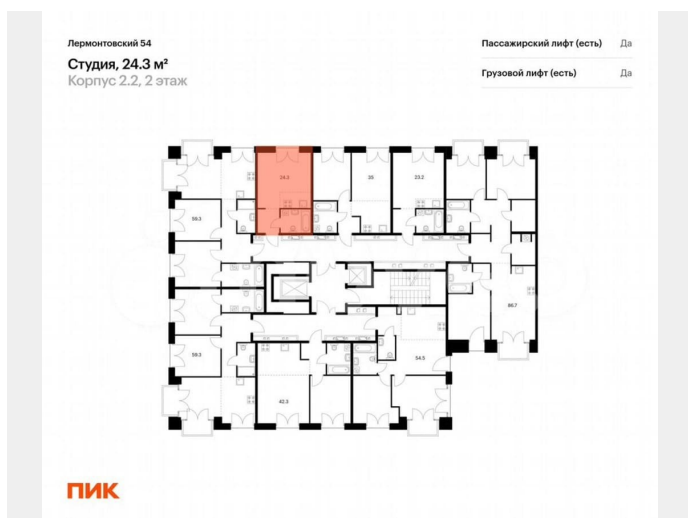 Лермонтовский 54
Студия, 24.3 м²
Корпус 2.2, 2 этаж
Пассажирский лифт (есть) Да
Грузовой лифт (есть) Да
24.3
35
23.2
59.3
86.7
59.3
54.5
42.3
ПИК